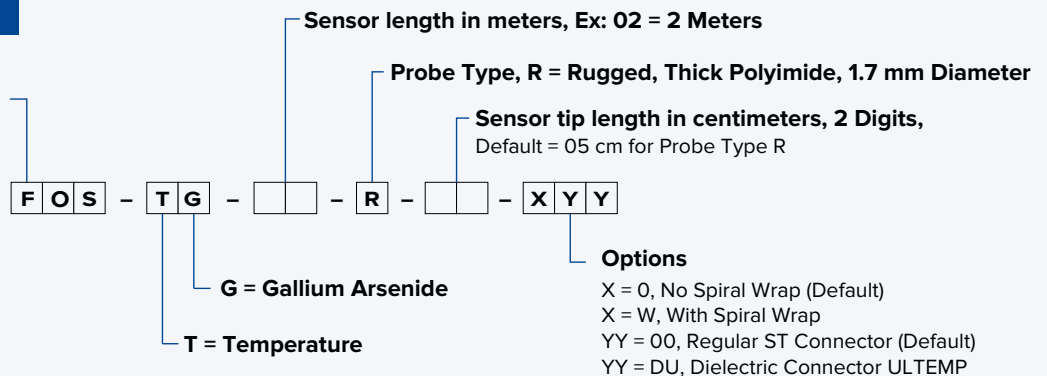 Sensor length in meters, Ex: 02 = 2 Meters
Probe Type, R = Rugged, Thick Polyimide, 1.7 mm Diameter
Sensor tip length in centimeters, 2 Digits,
Default = 05 cm for Probe Type R
F O S – T G – – R – – X Y Y
Options
G = Gallium Arsenide
X = 0, No Spiral Wrap (Default)
X = W, With Spiral Wrap
T = Temperature
YY = 00, Regular ST Connector (Default)
YY = DU, Dielectric Connector ULTEMP